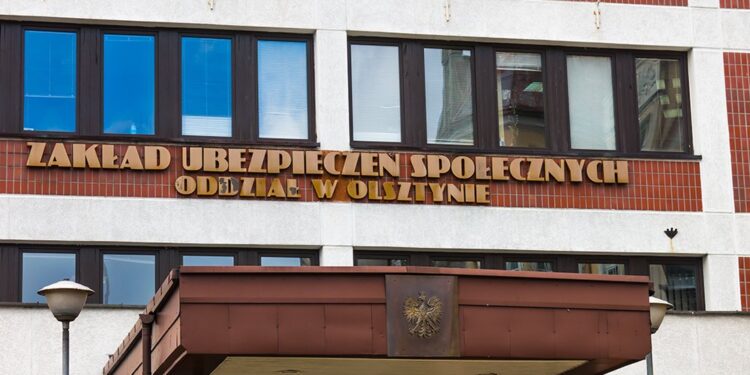 ZAKŁAD UBEZPIECZEŃ SPOŁECZNYCH
ODDZIAŁ W OLSZTYNIE